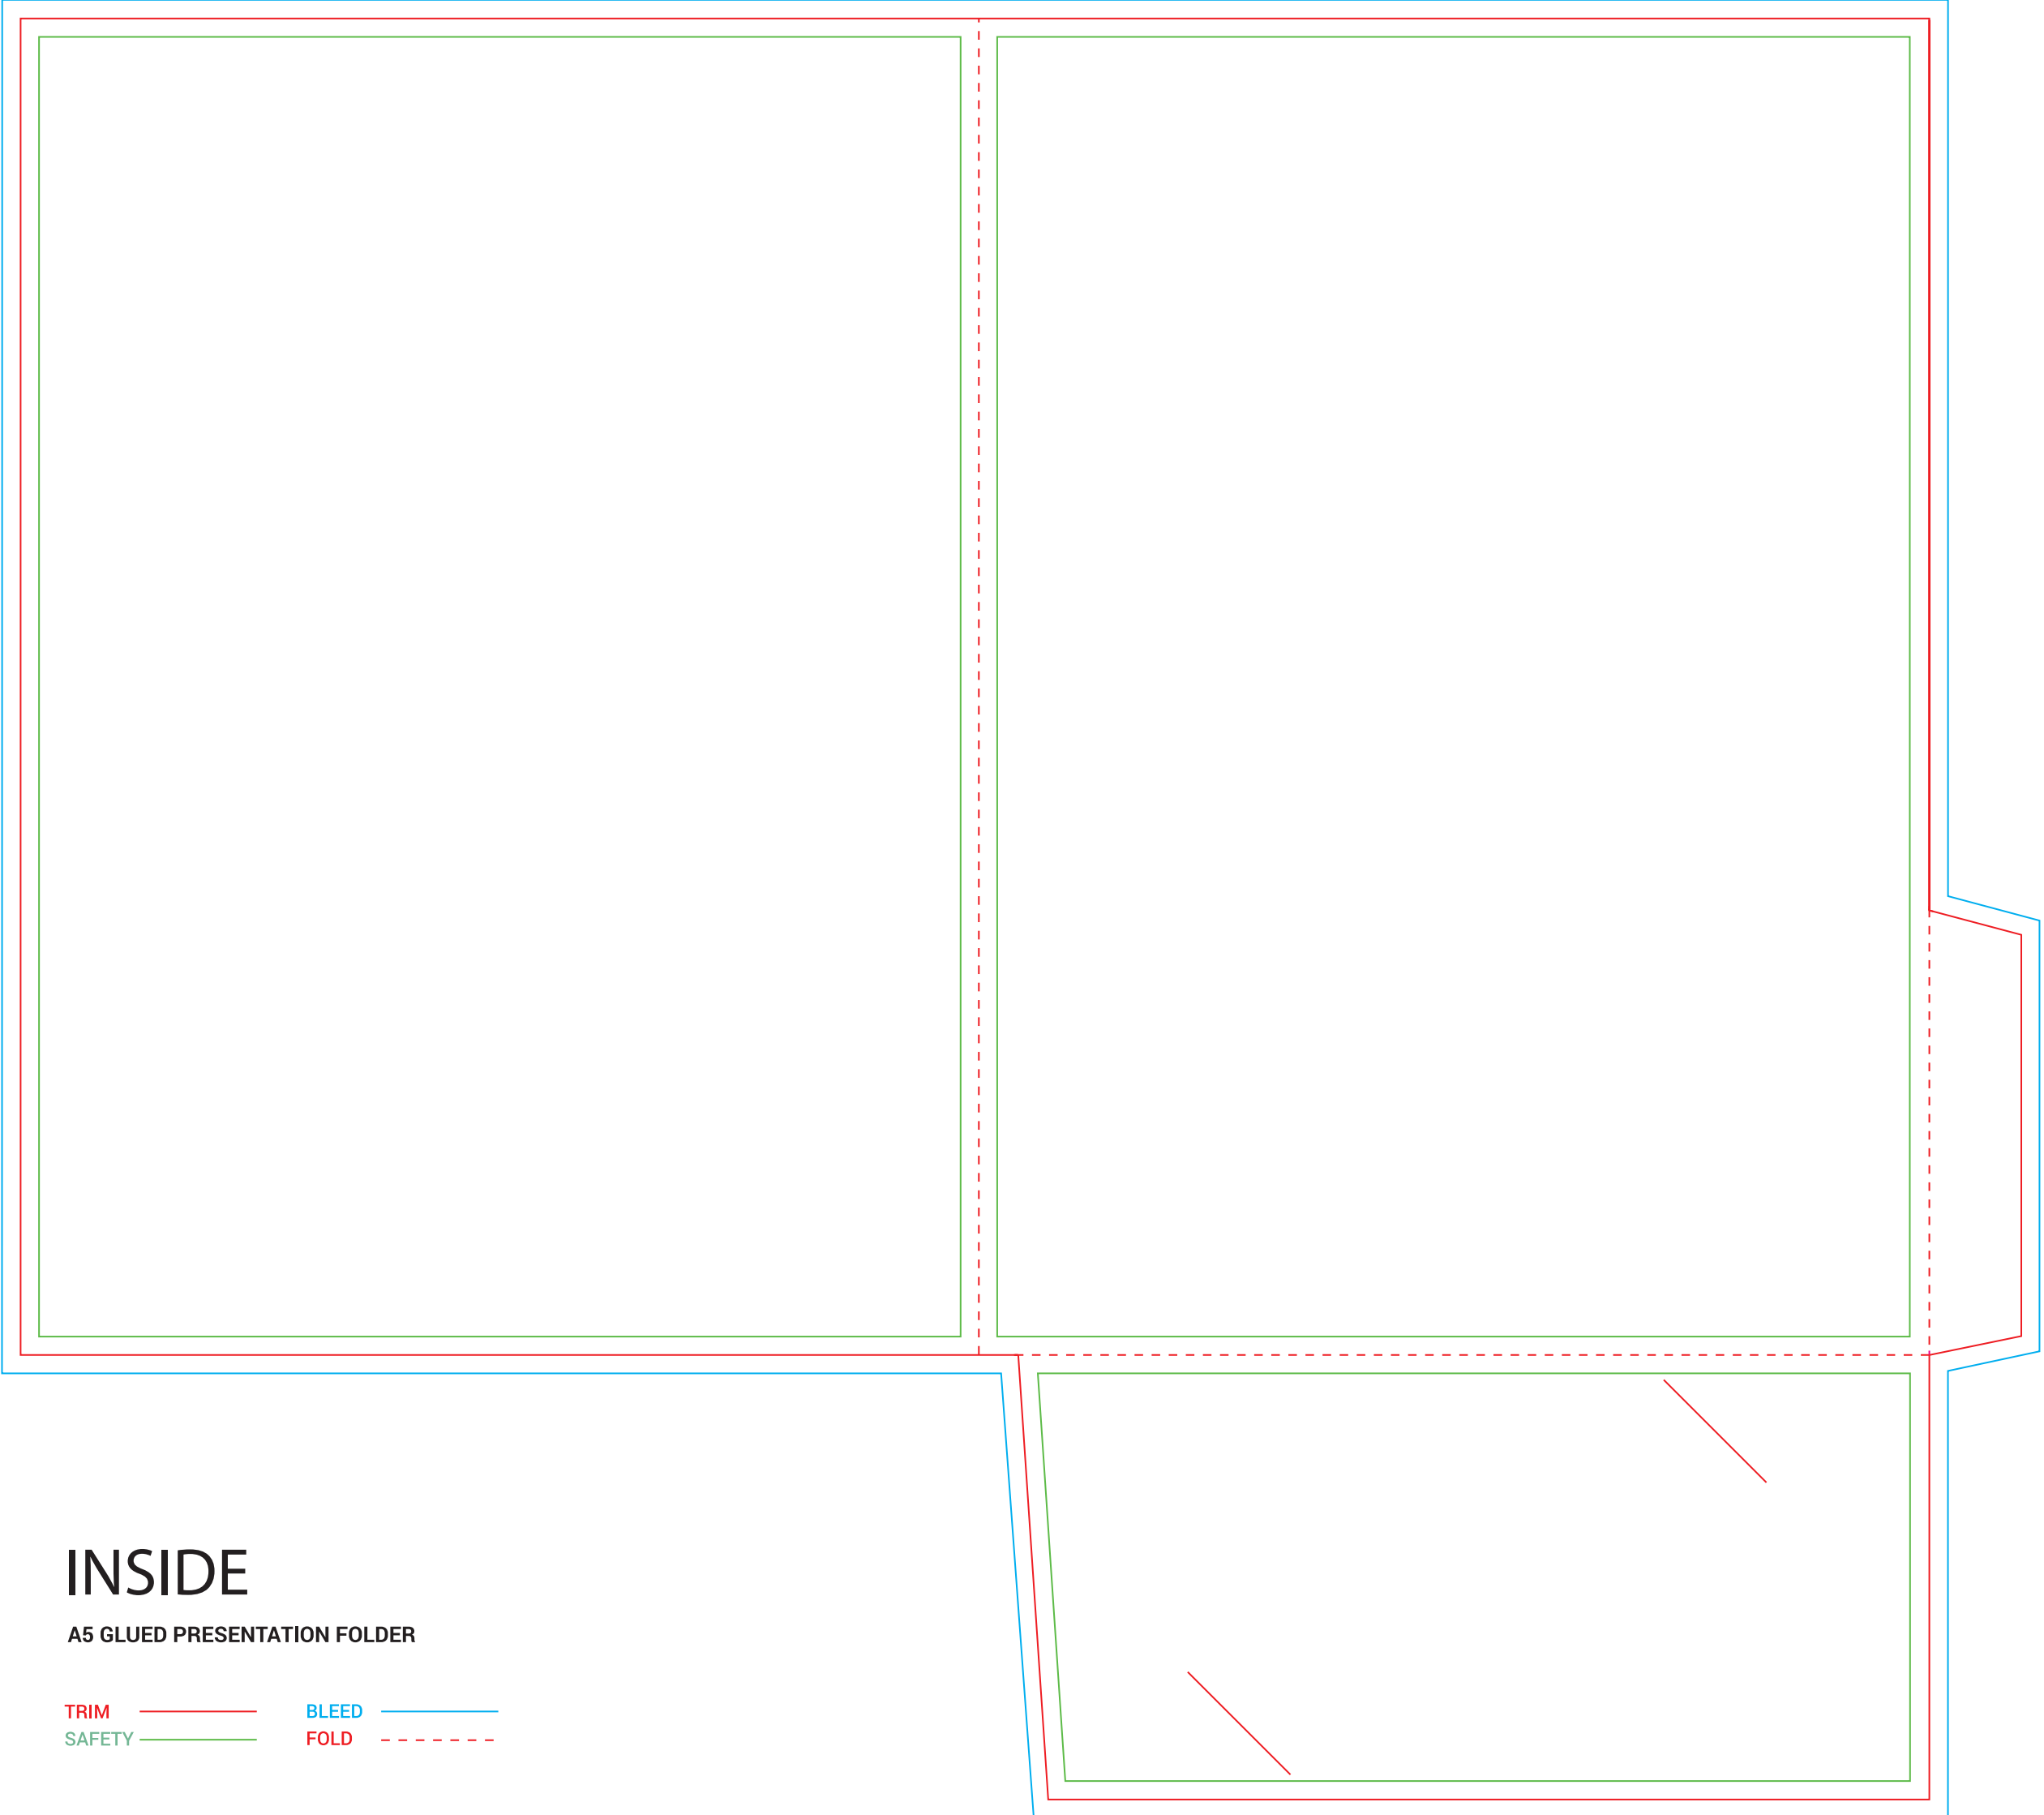 INSIDE
A5 GLUED PRESENTATION FOLDER
TRIM
BLEED
SAFETY
FOLD